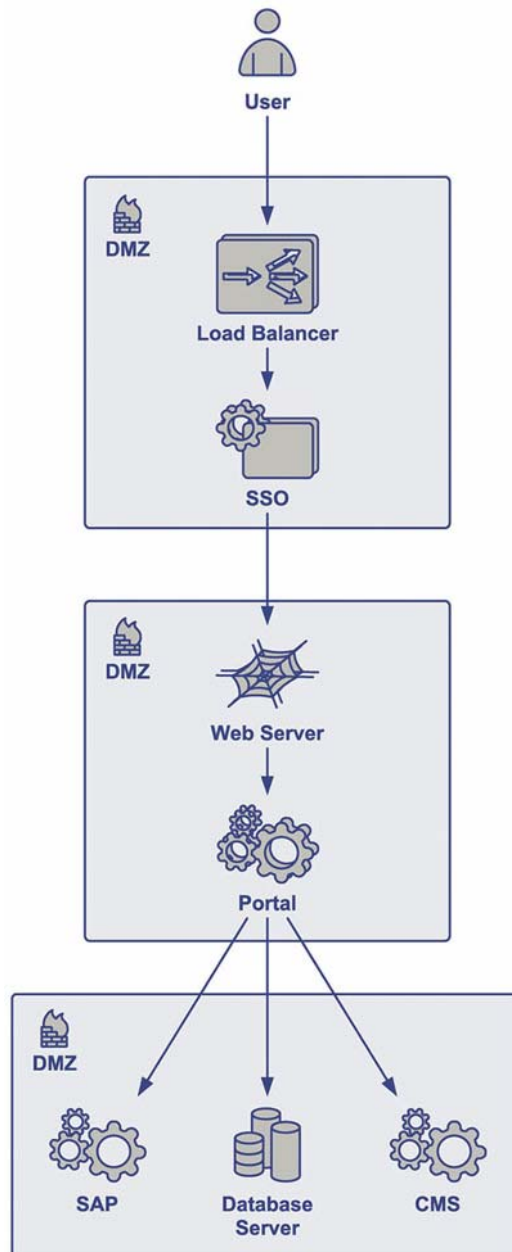 User
DMZ
Load Balancer
SSO
DMZ
Web Server
Portal
DMZ
SAP
Database
Server
CMS